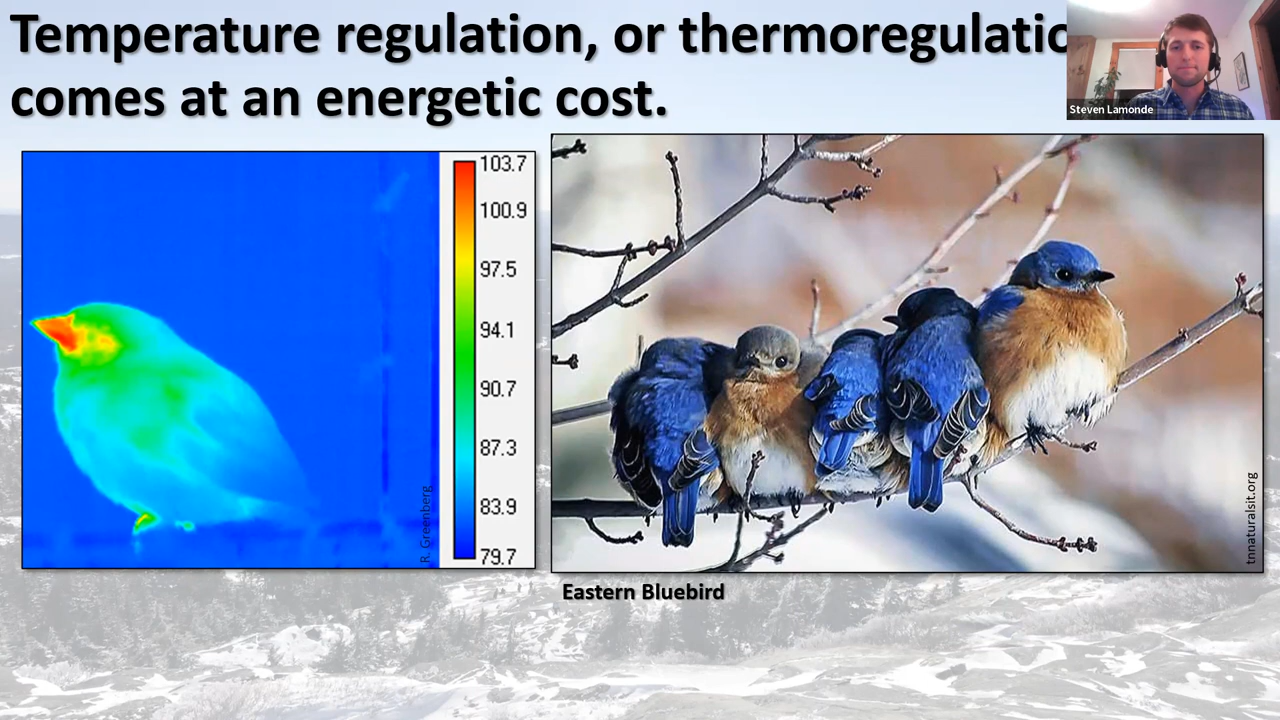 Temperature regulation, or thermoregulatio
comes at an energetic cost.
Steven Lamonde
103.7
100.9
97.5
94.1
90.7
87.3
83.9
79.7
R. Greenberg
tnnaturalsit.org
Eastern Bluebird